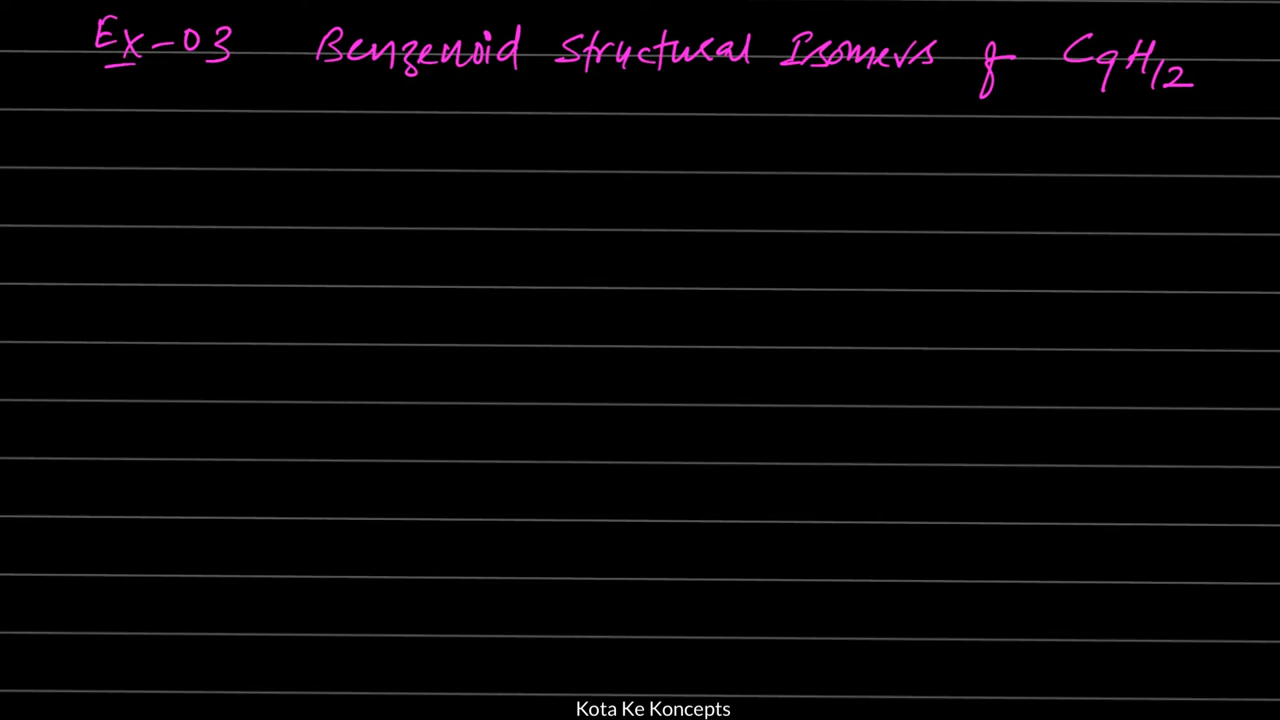 Ex-03 Benzenoid Structural Isomers of C9H12
Kota Ke Koncepts